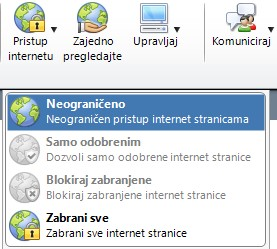 Pristup
internetu
Zajedno
pregledajte
Upravljaj
Komuniciraj
Neograničeno
Neograničen pristup internet stranicama
Samo odobrenim
Dozvoli samo odobrene internet stranice
Blokiraj zabranjene
Blokiraj zabranjene internet stranice
Zabrani sve
Zabrani sve internet stranice